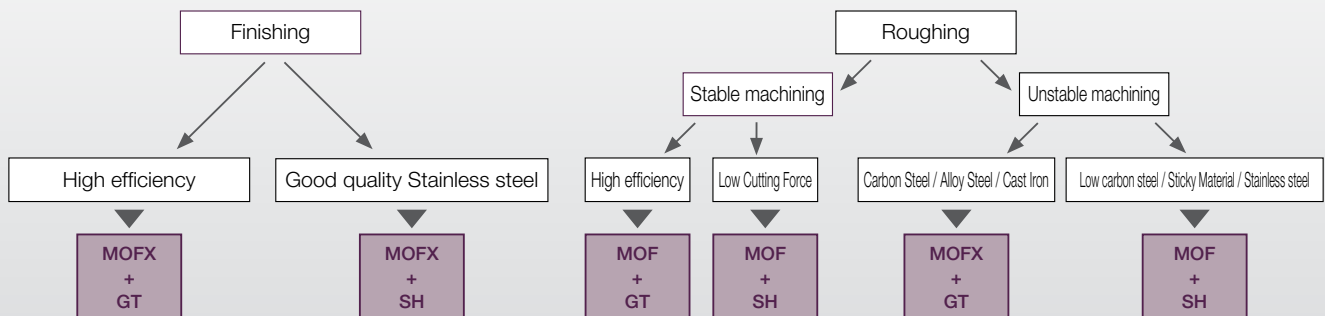 Finishing
Roughing
Stable machining
Unstable machining
High efficiency
Good quality Stainless steel
High efficiency
Low Cutting Force
Carbon Steel / Alloy Steel / Cast Iron
Low carbon steel / Sticky Material / Stainless steel
MOFX
+
GT
MOFX
+
SH
MOF
+
GT
MOF
+
SH
MOFX
+
GT
MOF
+
SH